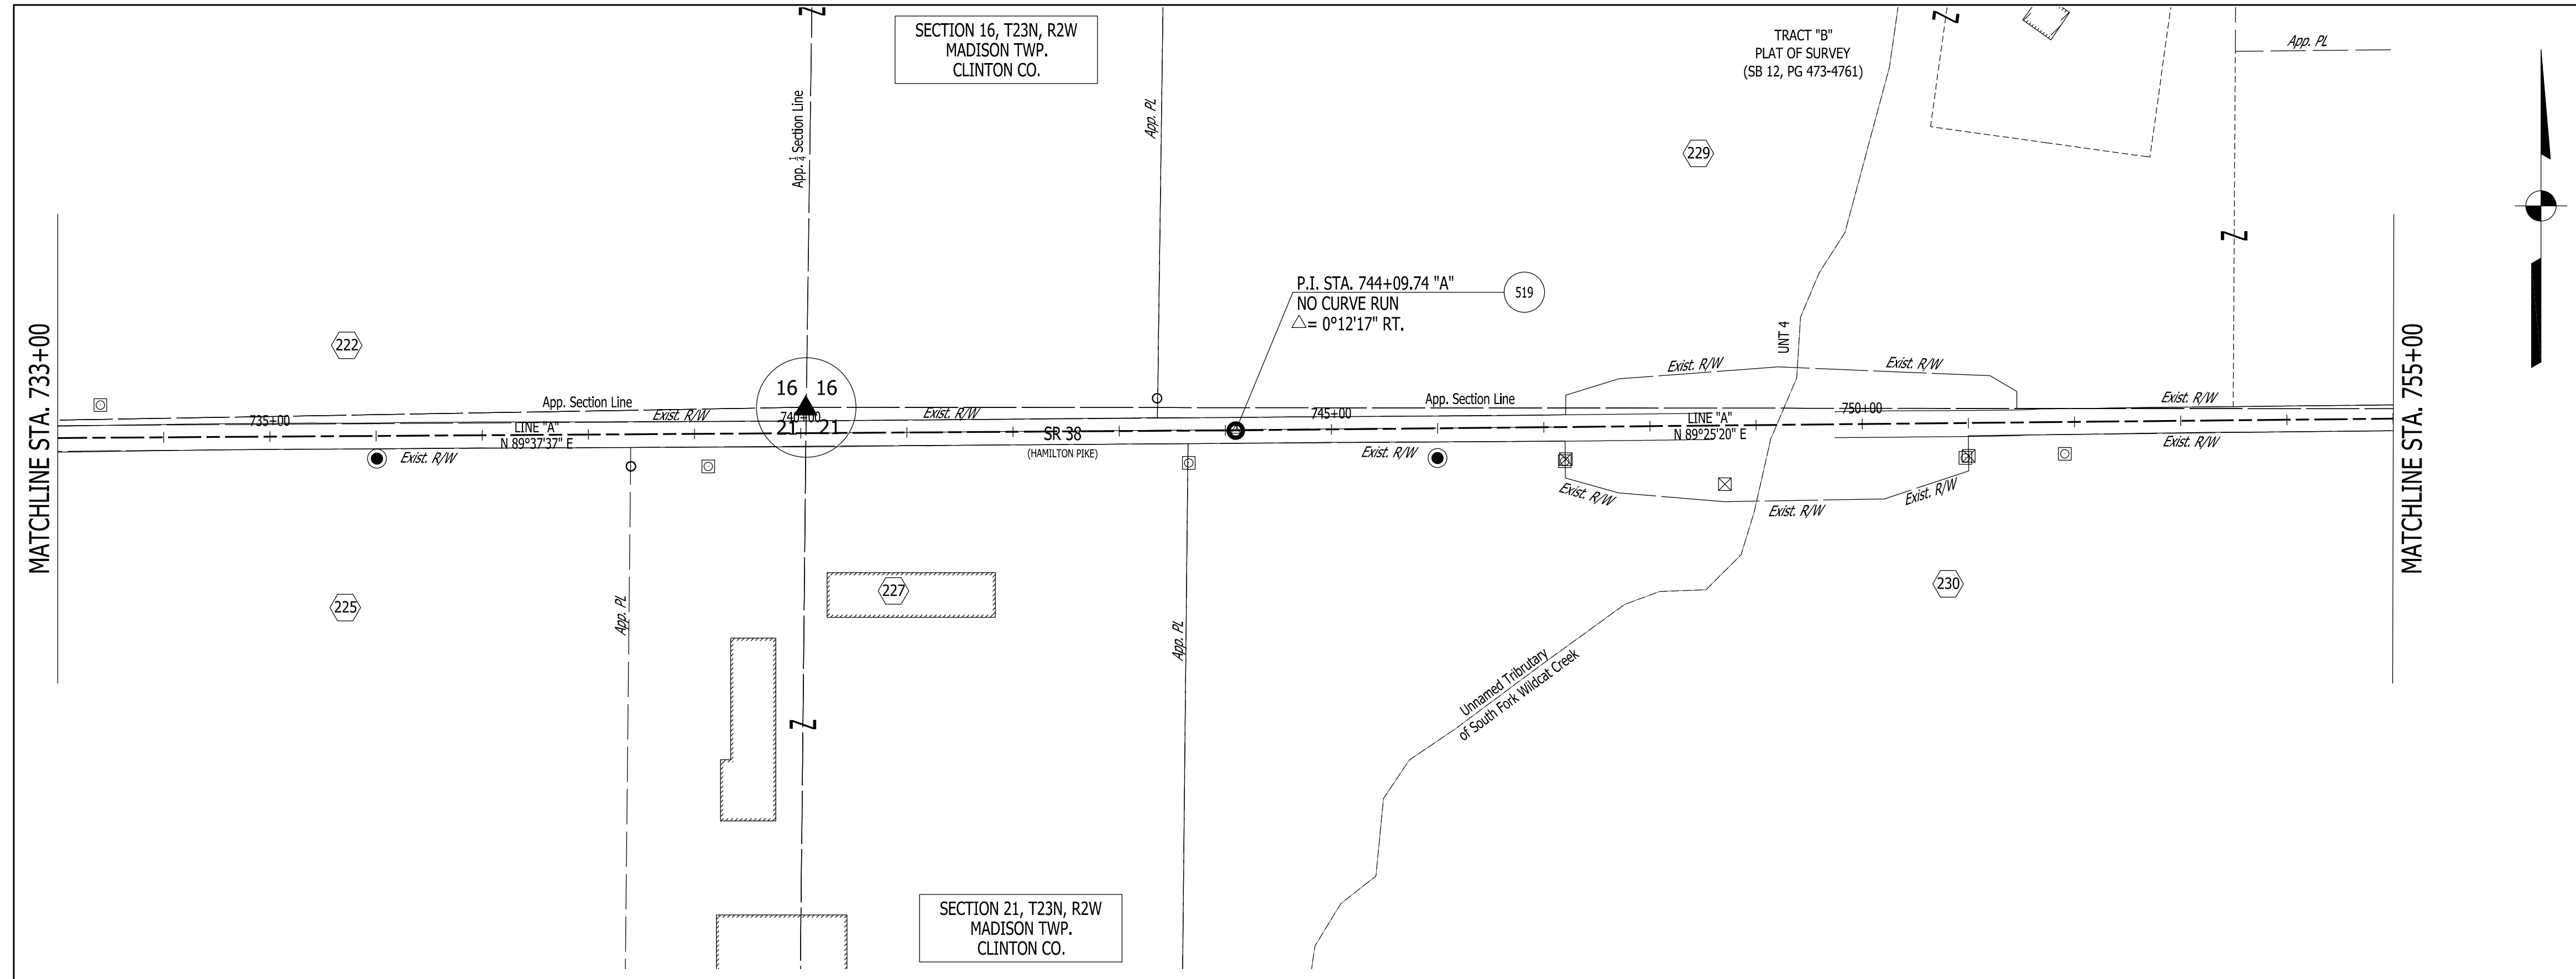 SECTION 16, T23N, R2W
MADISON TWP.
CLINTON CO.
TRACT "B"
PLAT OF SURVEY
(SB 12, PG 473-4761)
App. PL
App. 1/4 Section Line
App. PL
229
P.I. STA. 744+09.74 "A"
NO CURVE RUN
△= 0°12'17" RT.
519
MATCHLINE STA. 733+00
222
UNT 4
MATCHLINE STA. 755+00
Exist. R/W
Exist. R/W
16 16
21 21
App. Section Line
Exist. R/W
Exist. R/W
App. Section Line
Exist. R/W
735+00
740+00
745+00
750+00
LINE "A"
N 89°37'37" E
SR 38
(HAMILTON PIKE)
LINE "A"
N 89°25'20" E
Exist. R/W
Exist. R/W
Exist. R/W
Exist. R/W
Exist. R/W
Exist. R/W
225
App. PL
227
App. PL
230
Unnamed Tribrutary
of South Fork Wildcat Creek
SECTION 21, T23N, R2W
MADISON TWP.
CLINTON CO.